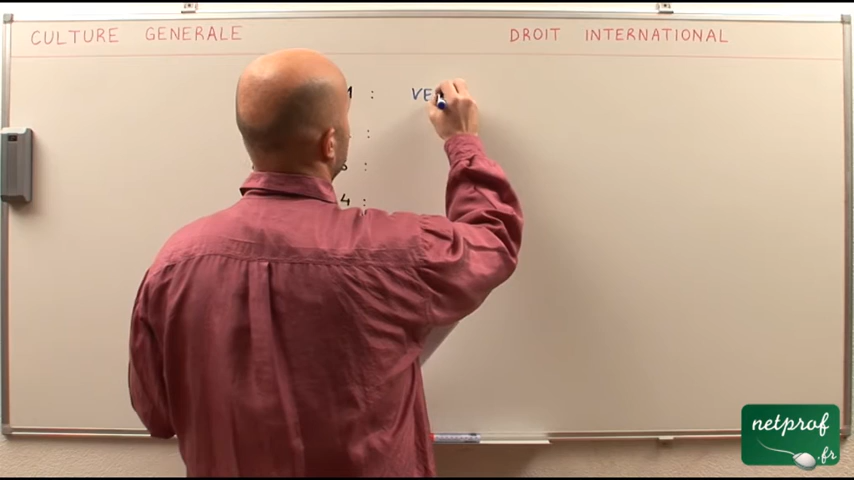 CULTURE GENERALE
DROIT INTERNATIONAL
1 : VE
:
3 :
4 :
netprof
.fr